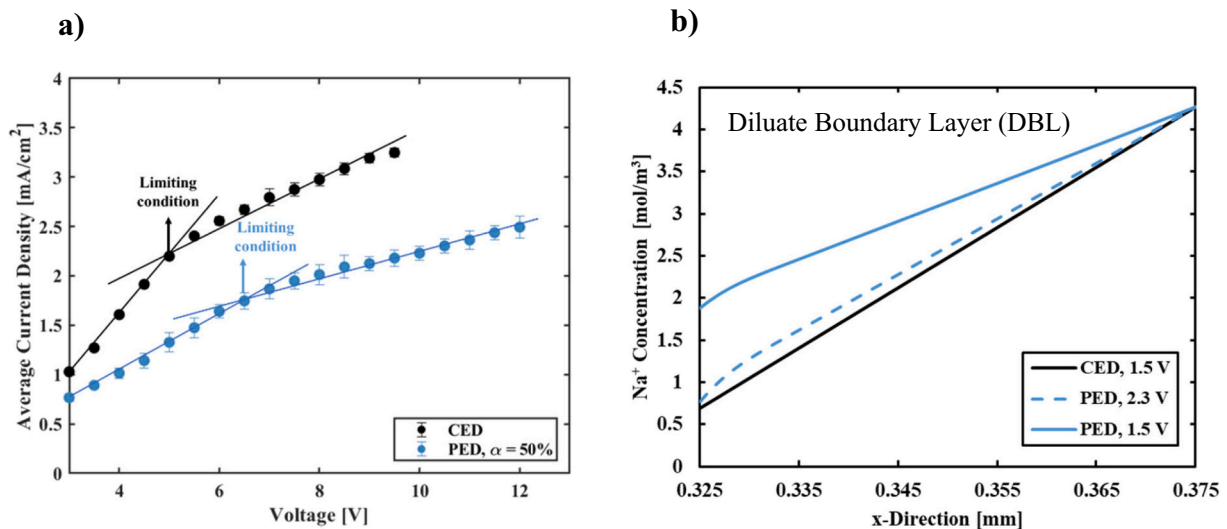 a)
Average Current Density [mA/cm²]
4
3.5
3
2.5
2
1.5
1
0.5
0
Limiting
condition
Limiting
condition
CED
PED, α = 50%
4
6
8
10
12
Voltage [V]
b)
Na⁺ Concentration [mol/m³]
4.5
4
3.5
3
2.5
2
1.5
1
0.5
0
Diluate Boundary Layer (DBL)
CED, 1.5 V
PED, 2.3 V
PED, 1.5 V
0.325
0.335
0.345
0.355
0.365
0.375
x-Direction [mm]